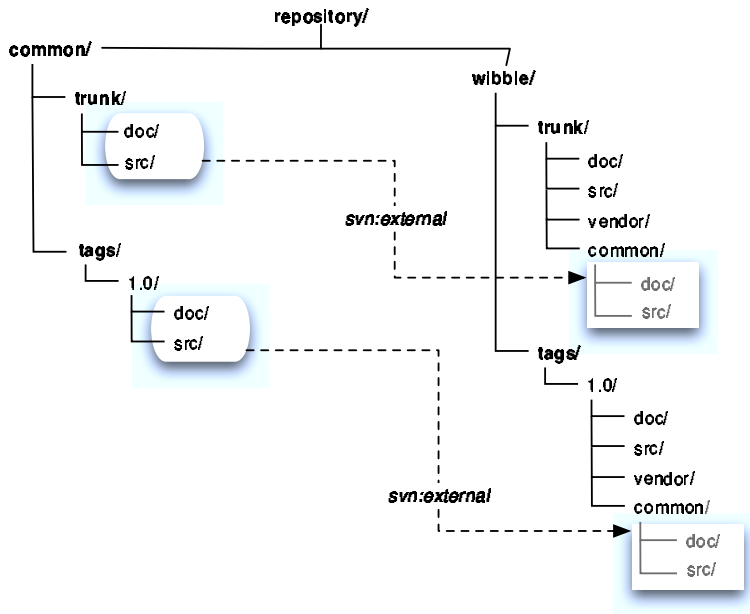 repository/
common/
trunk/
doc/
src/
svn:external
tags/
1.0/
doc/
src/
svn:external
wibble/
trunk/
doc/
src/
vendor/
common/
doc/
src/
tags/
1.0/
doc/
src/
vendor/
common/
doc/
src/